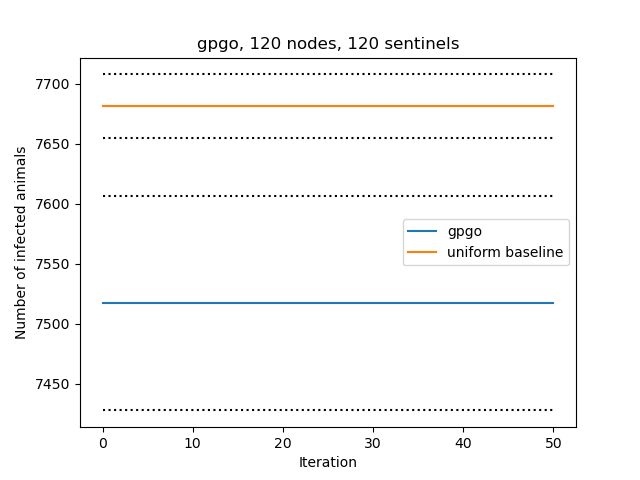 gpgo, 120 nodes, 120 sentinels
Number of infected animals
7700
7650
7600
7550
7500
7450
gpgo
uniform baseline
0 10 20 30 40 50
Iteration